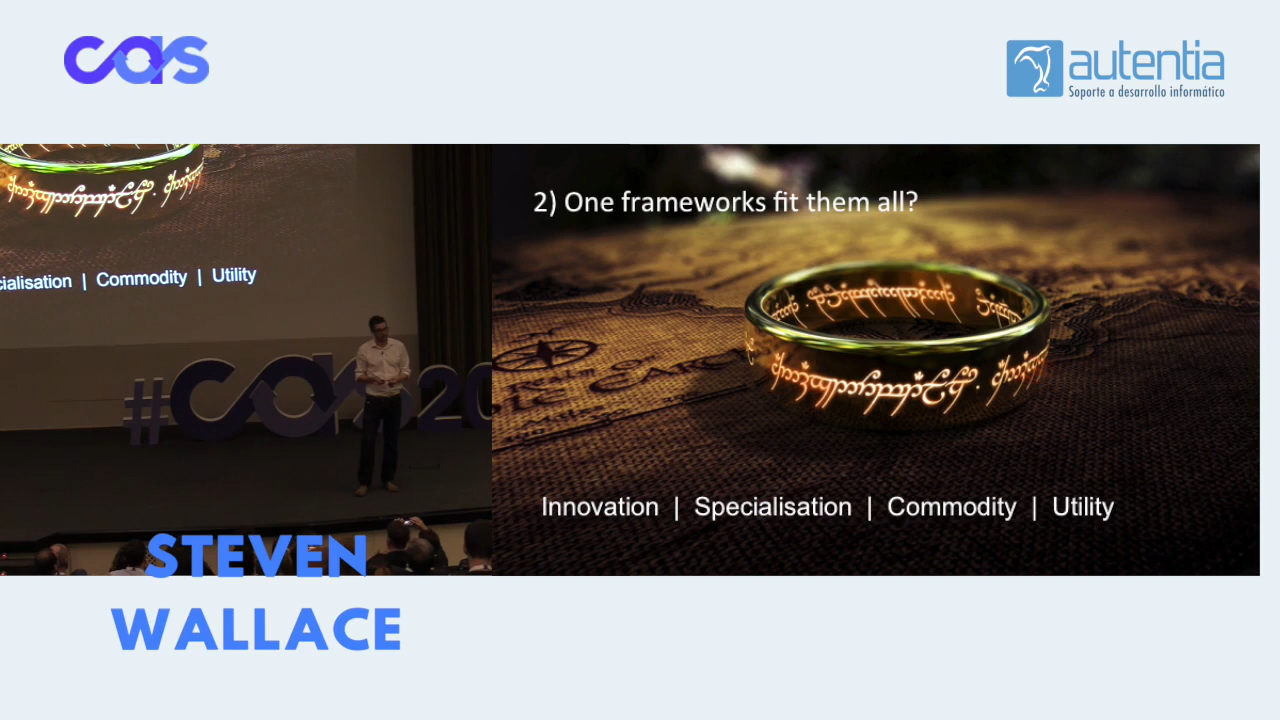 cas
autentia
Soporte a desarrollo informático
2) One frameworks fit them all?
cialisation | Commodity | Utility
#cas20
Innovation | Specialisation | Commodity | Utility
STEVEN
WALLACE